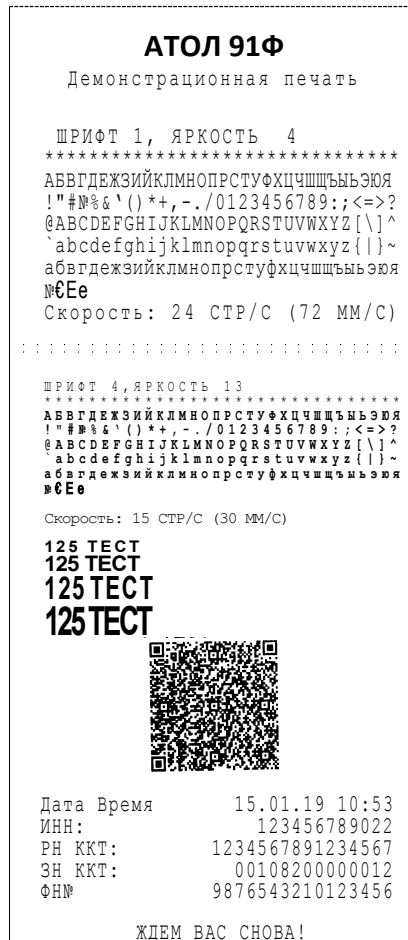 АТОЛ 91Ф
Демонстрационная печать
ШРИФТ 1, ЯРКОСТЬ 4
********************************
АБВГДЕЖЗИЙКЛМНОПРСТУФХЦЧШЩЪЫЬЭЮЯ
!"#№%&`()*+,-./0123456789:;<=>?
@ABCDEFGHIJKLMNOPQRSTUVWXYZ[\]^
`abcdefghijklmnopqrstuvwxyz{|}~
абвгдежзийклмнопрстуфхцчшщъыьэюя
№€Ёё
Скорость: 24 СТР/С (72 ММ/С)
ШРИФТ 4,ЯРКОСТЬ 13
********************************
АБВГДЕЖЗИЙКЛМНОПРСТУФХЦЧШЩЪЫЬЭЮЯ
!"#№%&`()*+,-./0123456789:;<=>?
@ABCDEFGHIJKLMNOPQRSTUVWXYZ[\]^
`abcdefghijklmnopqrstuvwxyz{|}~
абвгдежзийклмнопрстуфхцчшщъыьэюя
№€Ee
Скорость: 15 СТР/С (30 ММ/С)
125 ТЕСТ
125 ТЕСТ
125 ТЕСТ
125 ТЕСТ
Дата Время 15.01.19 10:53
ИНН: 123456789022
РН ККТ: 1234567891234567
ЗН ККТ: 00108200000012
ФН№ 9876543210123456
ЖДЕМ ВАС СНОВА!